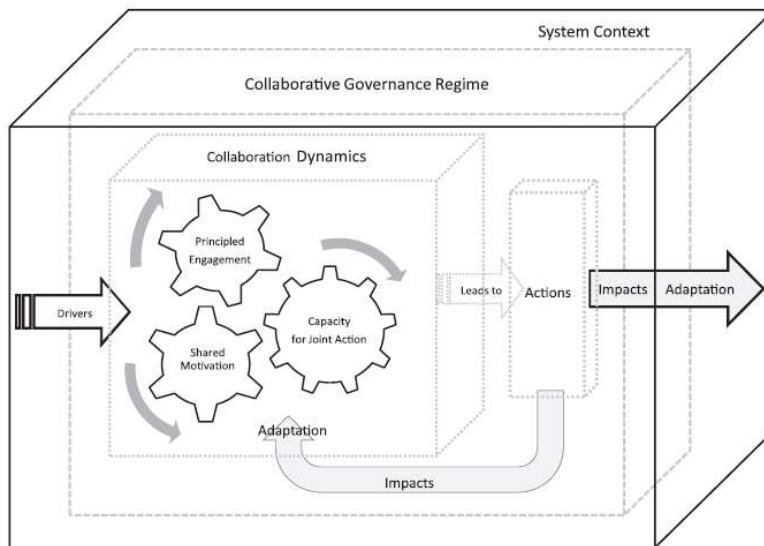 System Context
Collaborative Governance Regime
Collaboration Dynamics
Principled
Engagement
Drivers
Shared
Motivation
Capacity
for Joint Action
Leads to
Actions
Impacts
Adaptation
Adaptation
Impacts